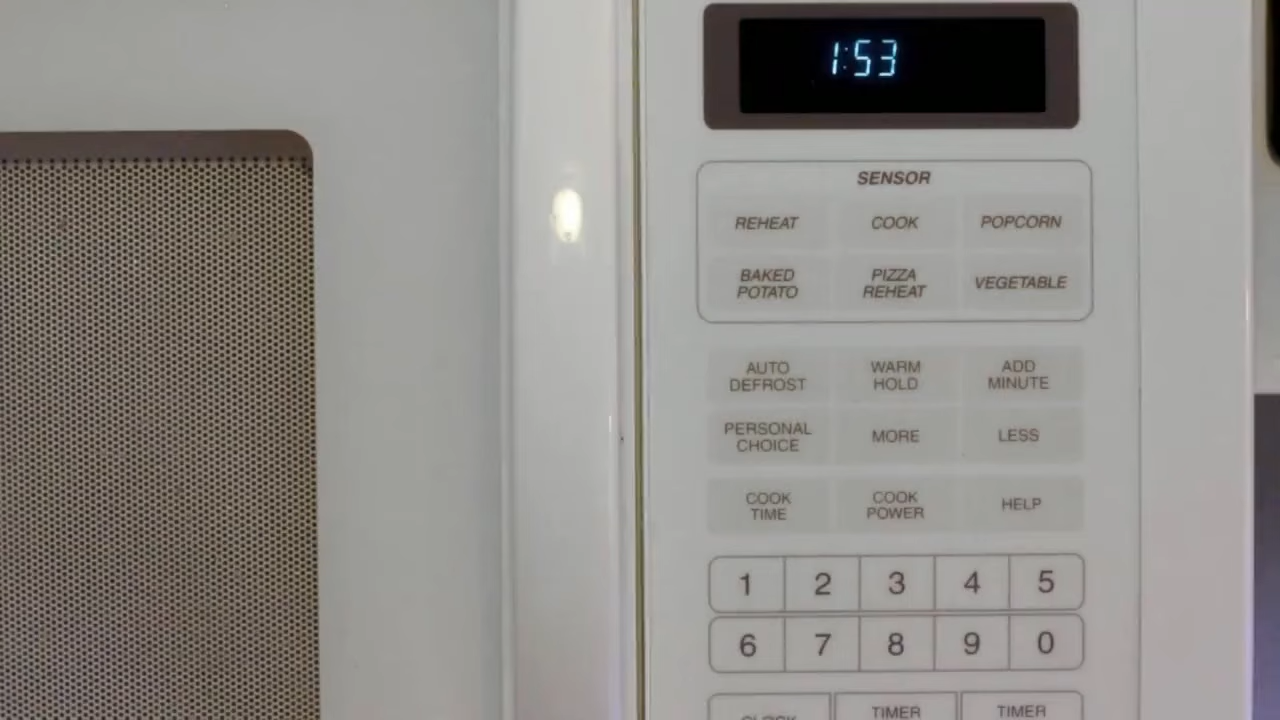 1:53
SENSOR
REHEAT COOK POPCORN
BAKED POTATO PIZZA REHEAT VEGETABLE
AUTO DEFROST WARM HOLD ADD MINUTE
PERSONAL CHOICE MORE LESS
COOK TIME COOK POWER HELP
1 2 3 4 5
6 7 8 9 0
CLOCK TIMER TIMER